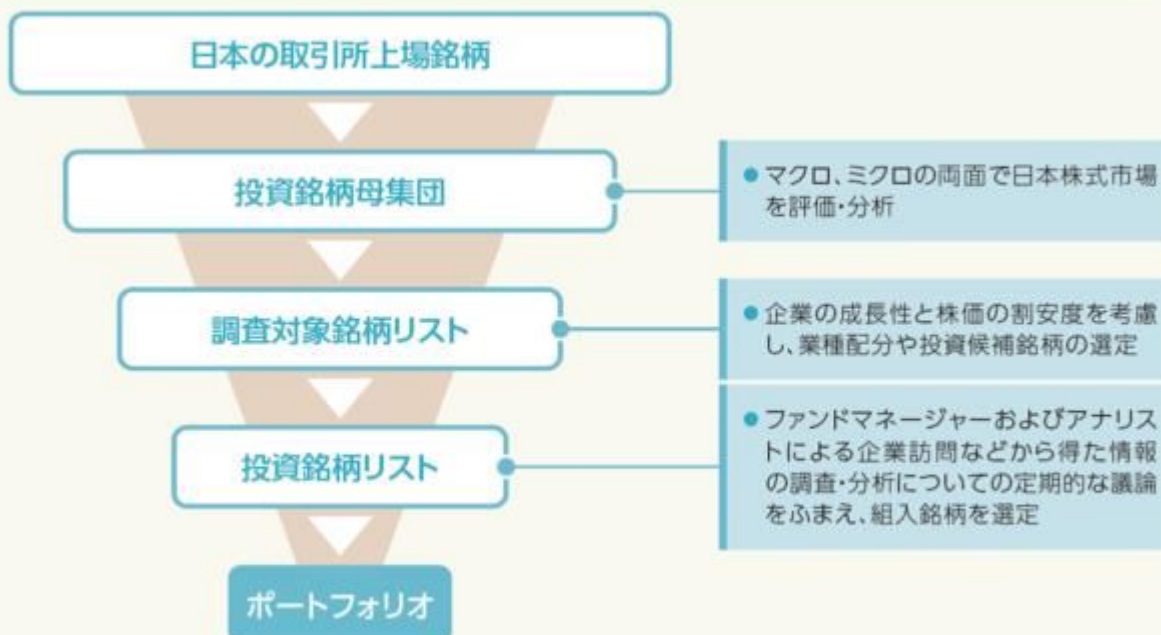 日本の取引所上場銘柄
投資銘柄母集団
●マクロ、ミクロの両面で日本株式市場
を評価・分析
調査対象銘柄リスト
●企業の成長性と株価の割安度を考慮
し、業種配分や投資候補銘柄の選定
投資銘柄リスト
●ファンドマネージャーおよびアナリス
トによる企業訪問などから得た情報
の調査・分析についての定期的な議論
をふまえ、組入銘柄を選定
ポートフォリオ